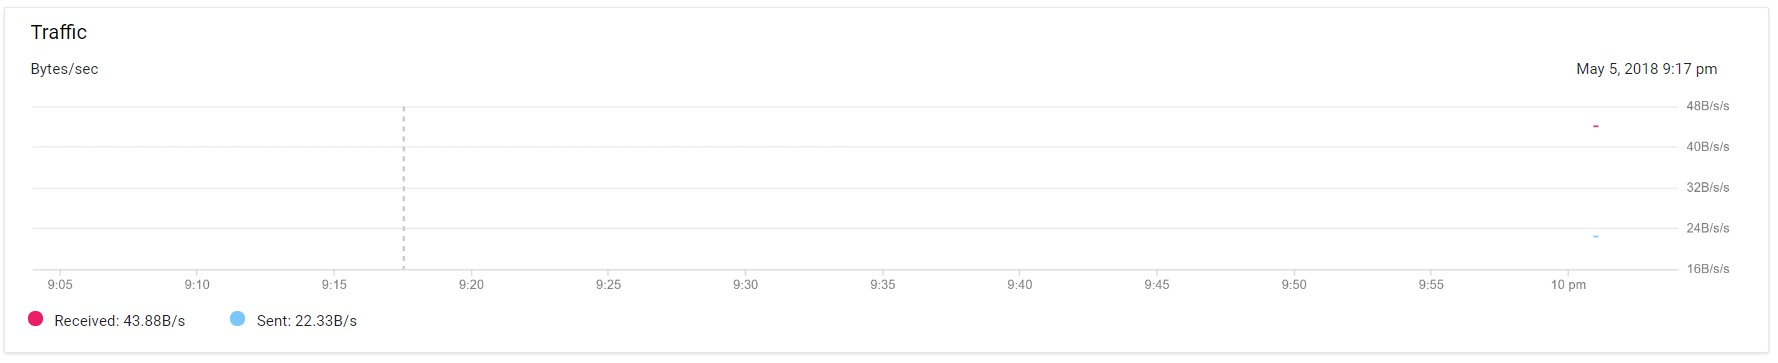 Traffic
Bytes/sec
May 5, 2018 9:17 pm
48B/s/s
40B/s/s
32B/s/s
24B/s/s
16B/s/s
9:05 9:10 9:15 9:20 9:25 9:30 9:35 9:40 9:45 9:50 9:55 10 pm
Received: 43.88B/s Sent: 22.33B/s